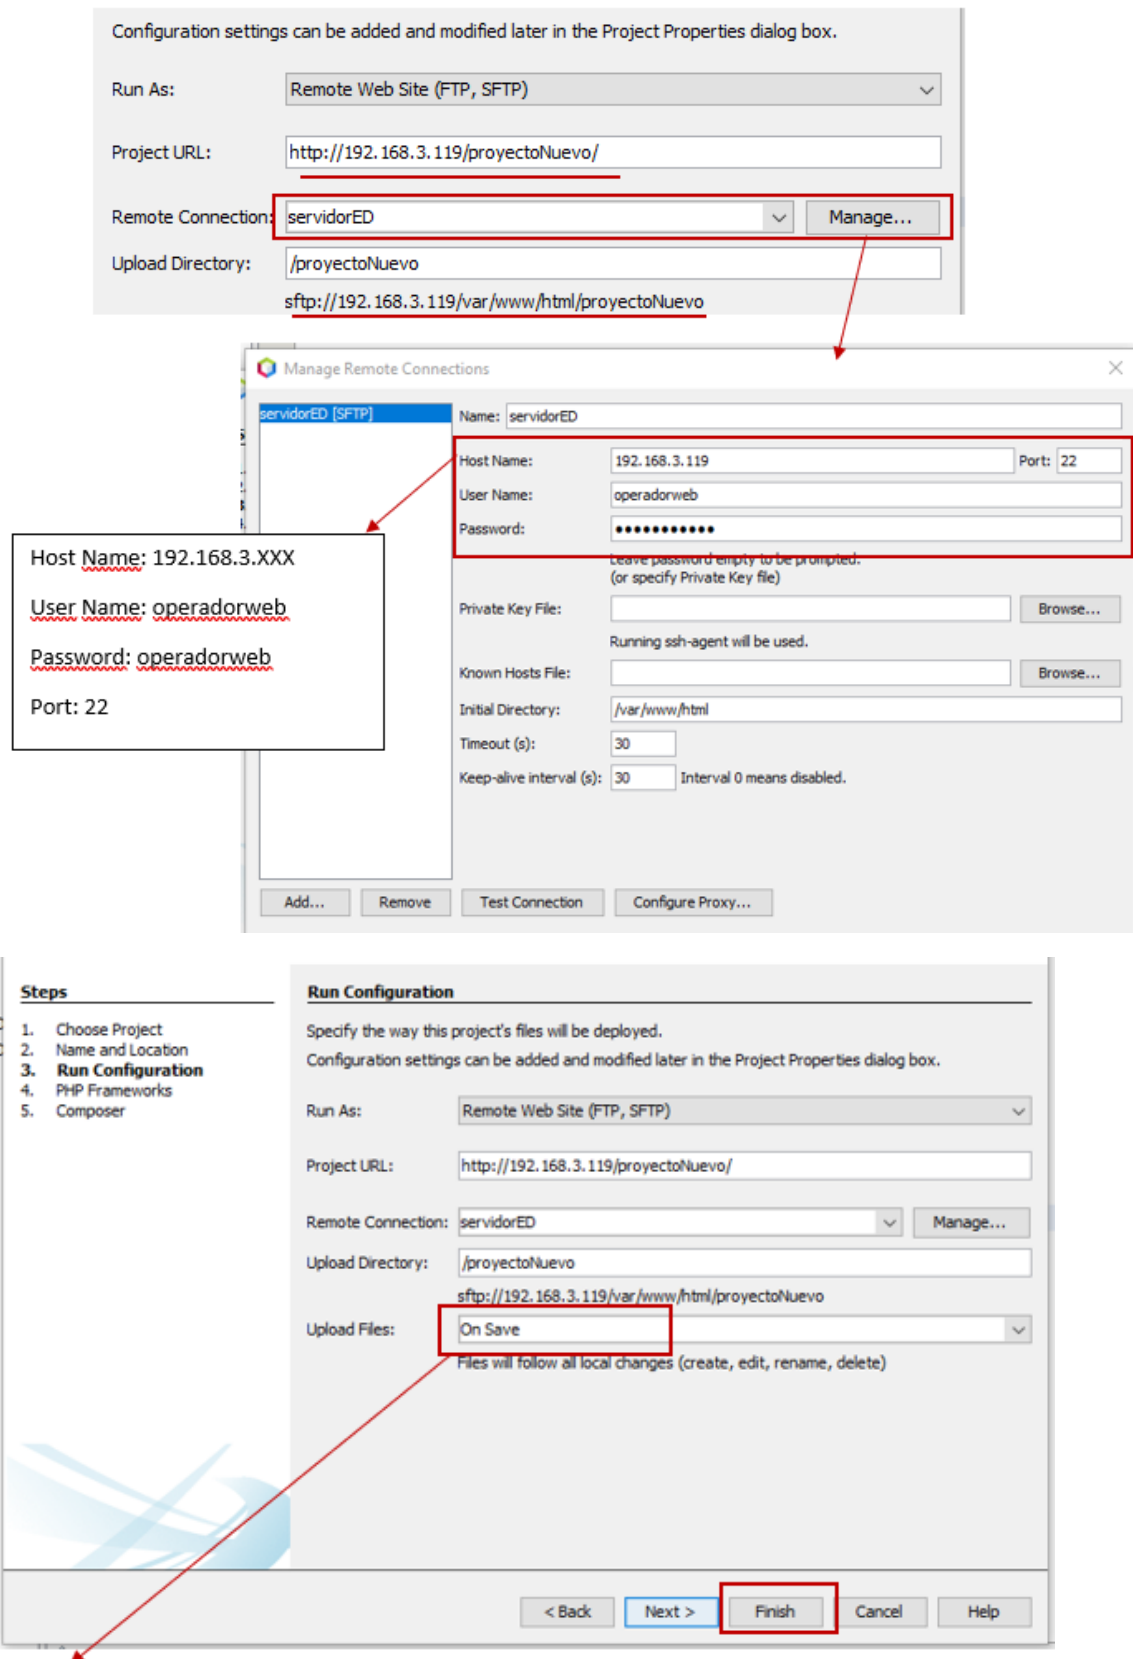 Configuration settings can be added and modified later in the Project Properties dialog box.
Run As:
Remote Web Site (FTP, SFTP)
Project URL:
http://192.168.3.119/proyectoNuevo/
Remote Connection:
servidorED
Manage...
Upload Directory:
/proyectoNuevo
sftp://192.168.3.119/var/www/html/proyectoNuevo
Manage Remote Connections
servidorED [SFTP]
Name: servidorED
Host Name:
192.168.3.119
Port: 22
User Name:
operadorweb
Password:
●●●●●●●●●●●
Leave password empty to be prompted.
(or specify Private Key file)
Private Key File:
Browse...
Running ssh-agent will be used.
Known Hosts File:
Browse...
Initial Directory:
/var/www/html
Timeout (s):
30
Keep-alive interval (s):
30
Interval 0 means disabled.
Add...
Remove
Test Connection
Configure Proxy...
Host Name: 192.168.3.XXX
User Name: operadorweb
Password: operadorweb
Port: 22
Steps
1. Choose Project
2. Name and Location
3. Run Configuration
4. PHP Frameworks
5. Composer
Run Configuration
Specify the way this project's files will be deployed.
Configuration settings can be added and modified later in the Project Properties dialog box.
Run As:
Remote Web Site (FTP, SFTP)
Project URL:
http://192.168.3.119/proyectoNuevo/
Remote Connection:
servidorED
Manage...
Upload Directory:
/proyectoNuevo
sftp://192.168.3.119/var/www/html/proyectoNuevo
Upload Files:
On Save
Files will follow all local changes (create, edit, rename, delete)
< Back
Next >
Finish
Cancel
Help